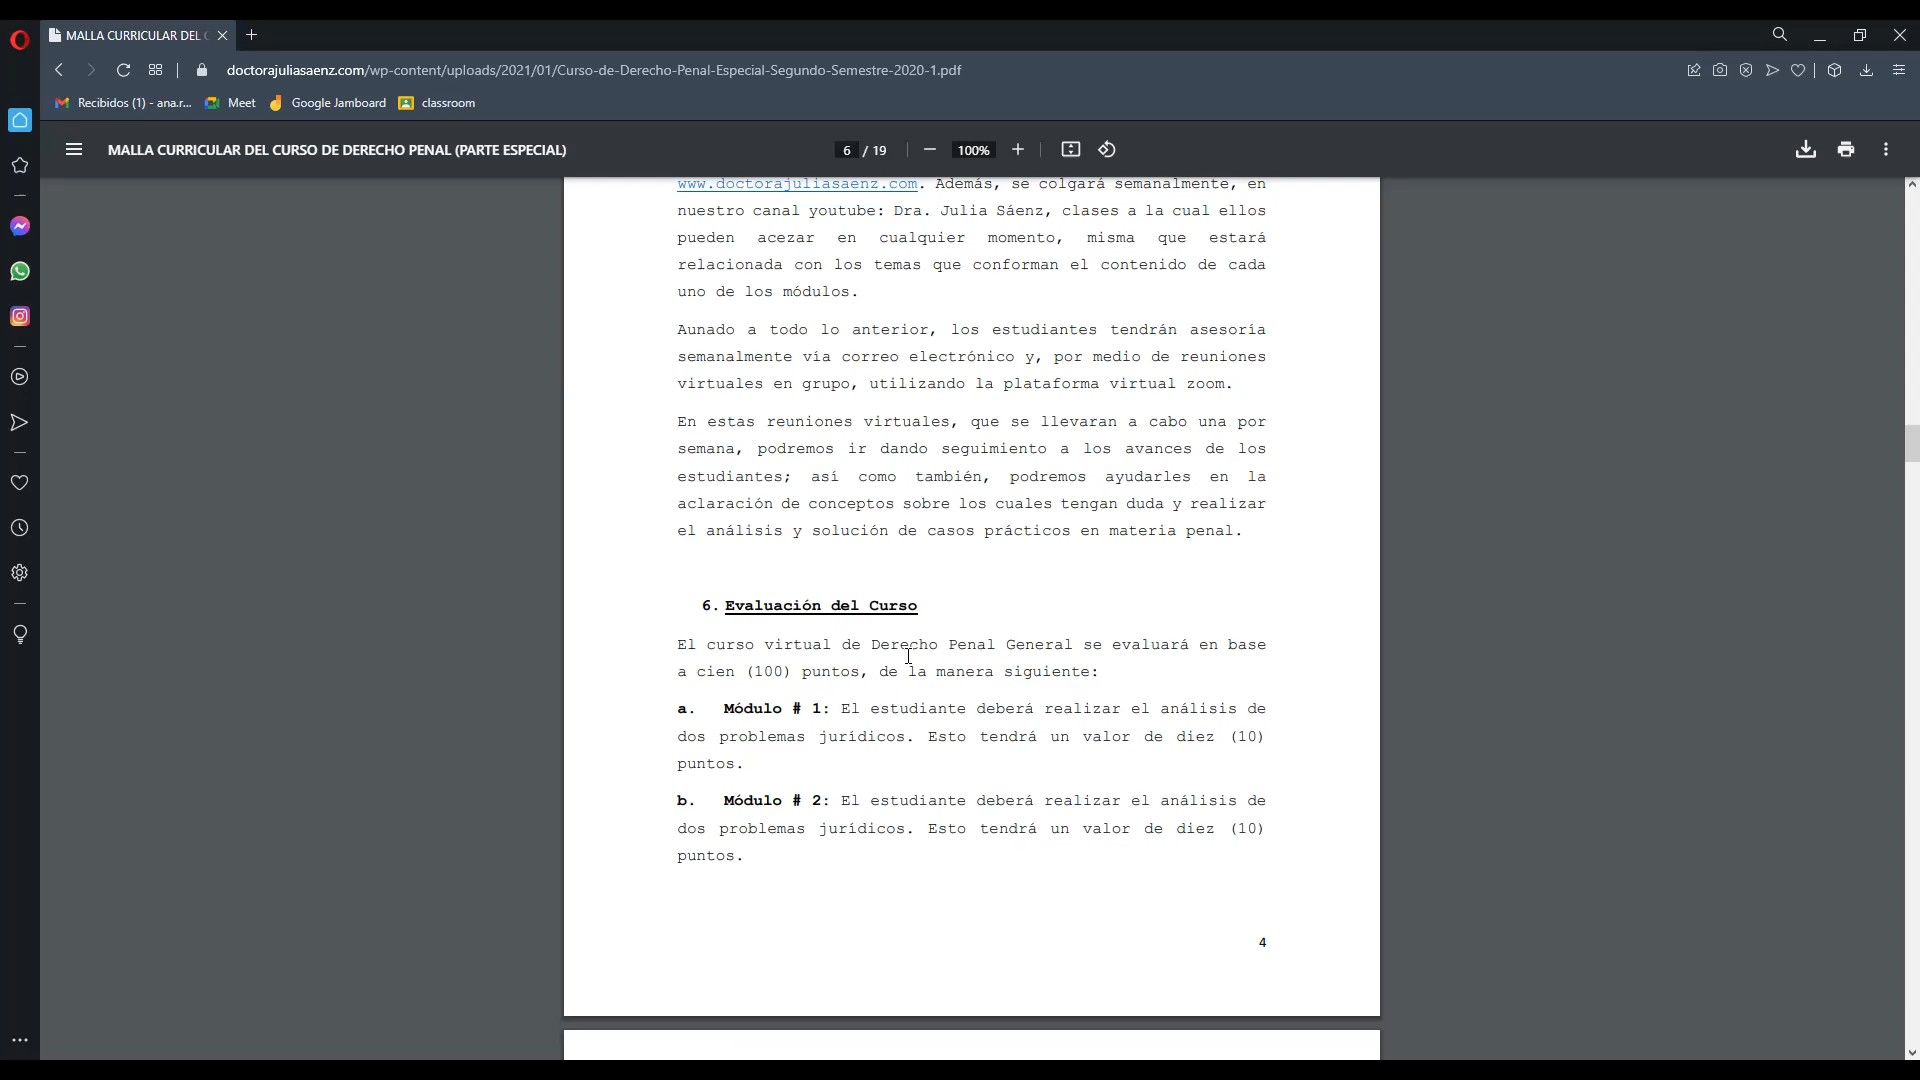 MALLA CURRICULAR DEL
doctorajuliasaenz.com/wp-content/uploads/2021/01/Curso-de-Derecho-Penal-Especial-Segundo-Semestre-2020-1.pdf
Recibidos (1) - ana.r... Meet Google Jamboard classroom
MALLA CURRICULAR DEL CURSO DE DERECHO PENAL (PARTE ESPECIAL) 6 / 19 100%
www.doctorajuliasaenz.com. Además, se colgará semanalmente, en
nuestro canal youtube: Dra. Julia Sáenz, clases a la cual ellos
pueden acezar en cualquier momento, misma que estará
relacionada con los temas que conforman el contenido de cada
uno de los módulos.
Aunado a todo lo anterior, los estudiantes tendrán asesoría
semanalmente vía correo electrónico y, por medio de reuniones
virtuales en grupo, utilizando la plataforma virtual zoom.
En estas reuniones virtuales, que se llevaran a cabo una por
semana, podremos ir dando seguimiento a los avances de los
estudiantes; así como también, podremos ayudarles en la
aclaración de conceptos sobre los cuales tengan duda y realizar
el análisis y solución de casos prácticos en materia penal.
6. Evaluación del Curso
El curso virtual de Derecho Penal General se evaluará en base
a cien (100) puntos, de la manera siguiente:
a. Módulo # 1: El estudiante deberá realizar el análisis de
dos problemas jurídicos. Esto tendrá un valor de diez (10)
puntos.
b. Módulo # 2: El estudiante deberá realizar el análisis de
dos problemas jurídicos. Esto tendrá un valor de diez (10)
puntos.
4